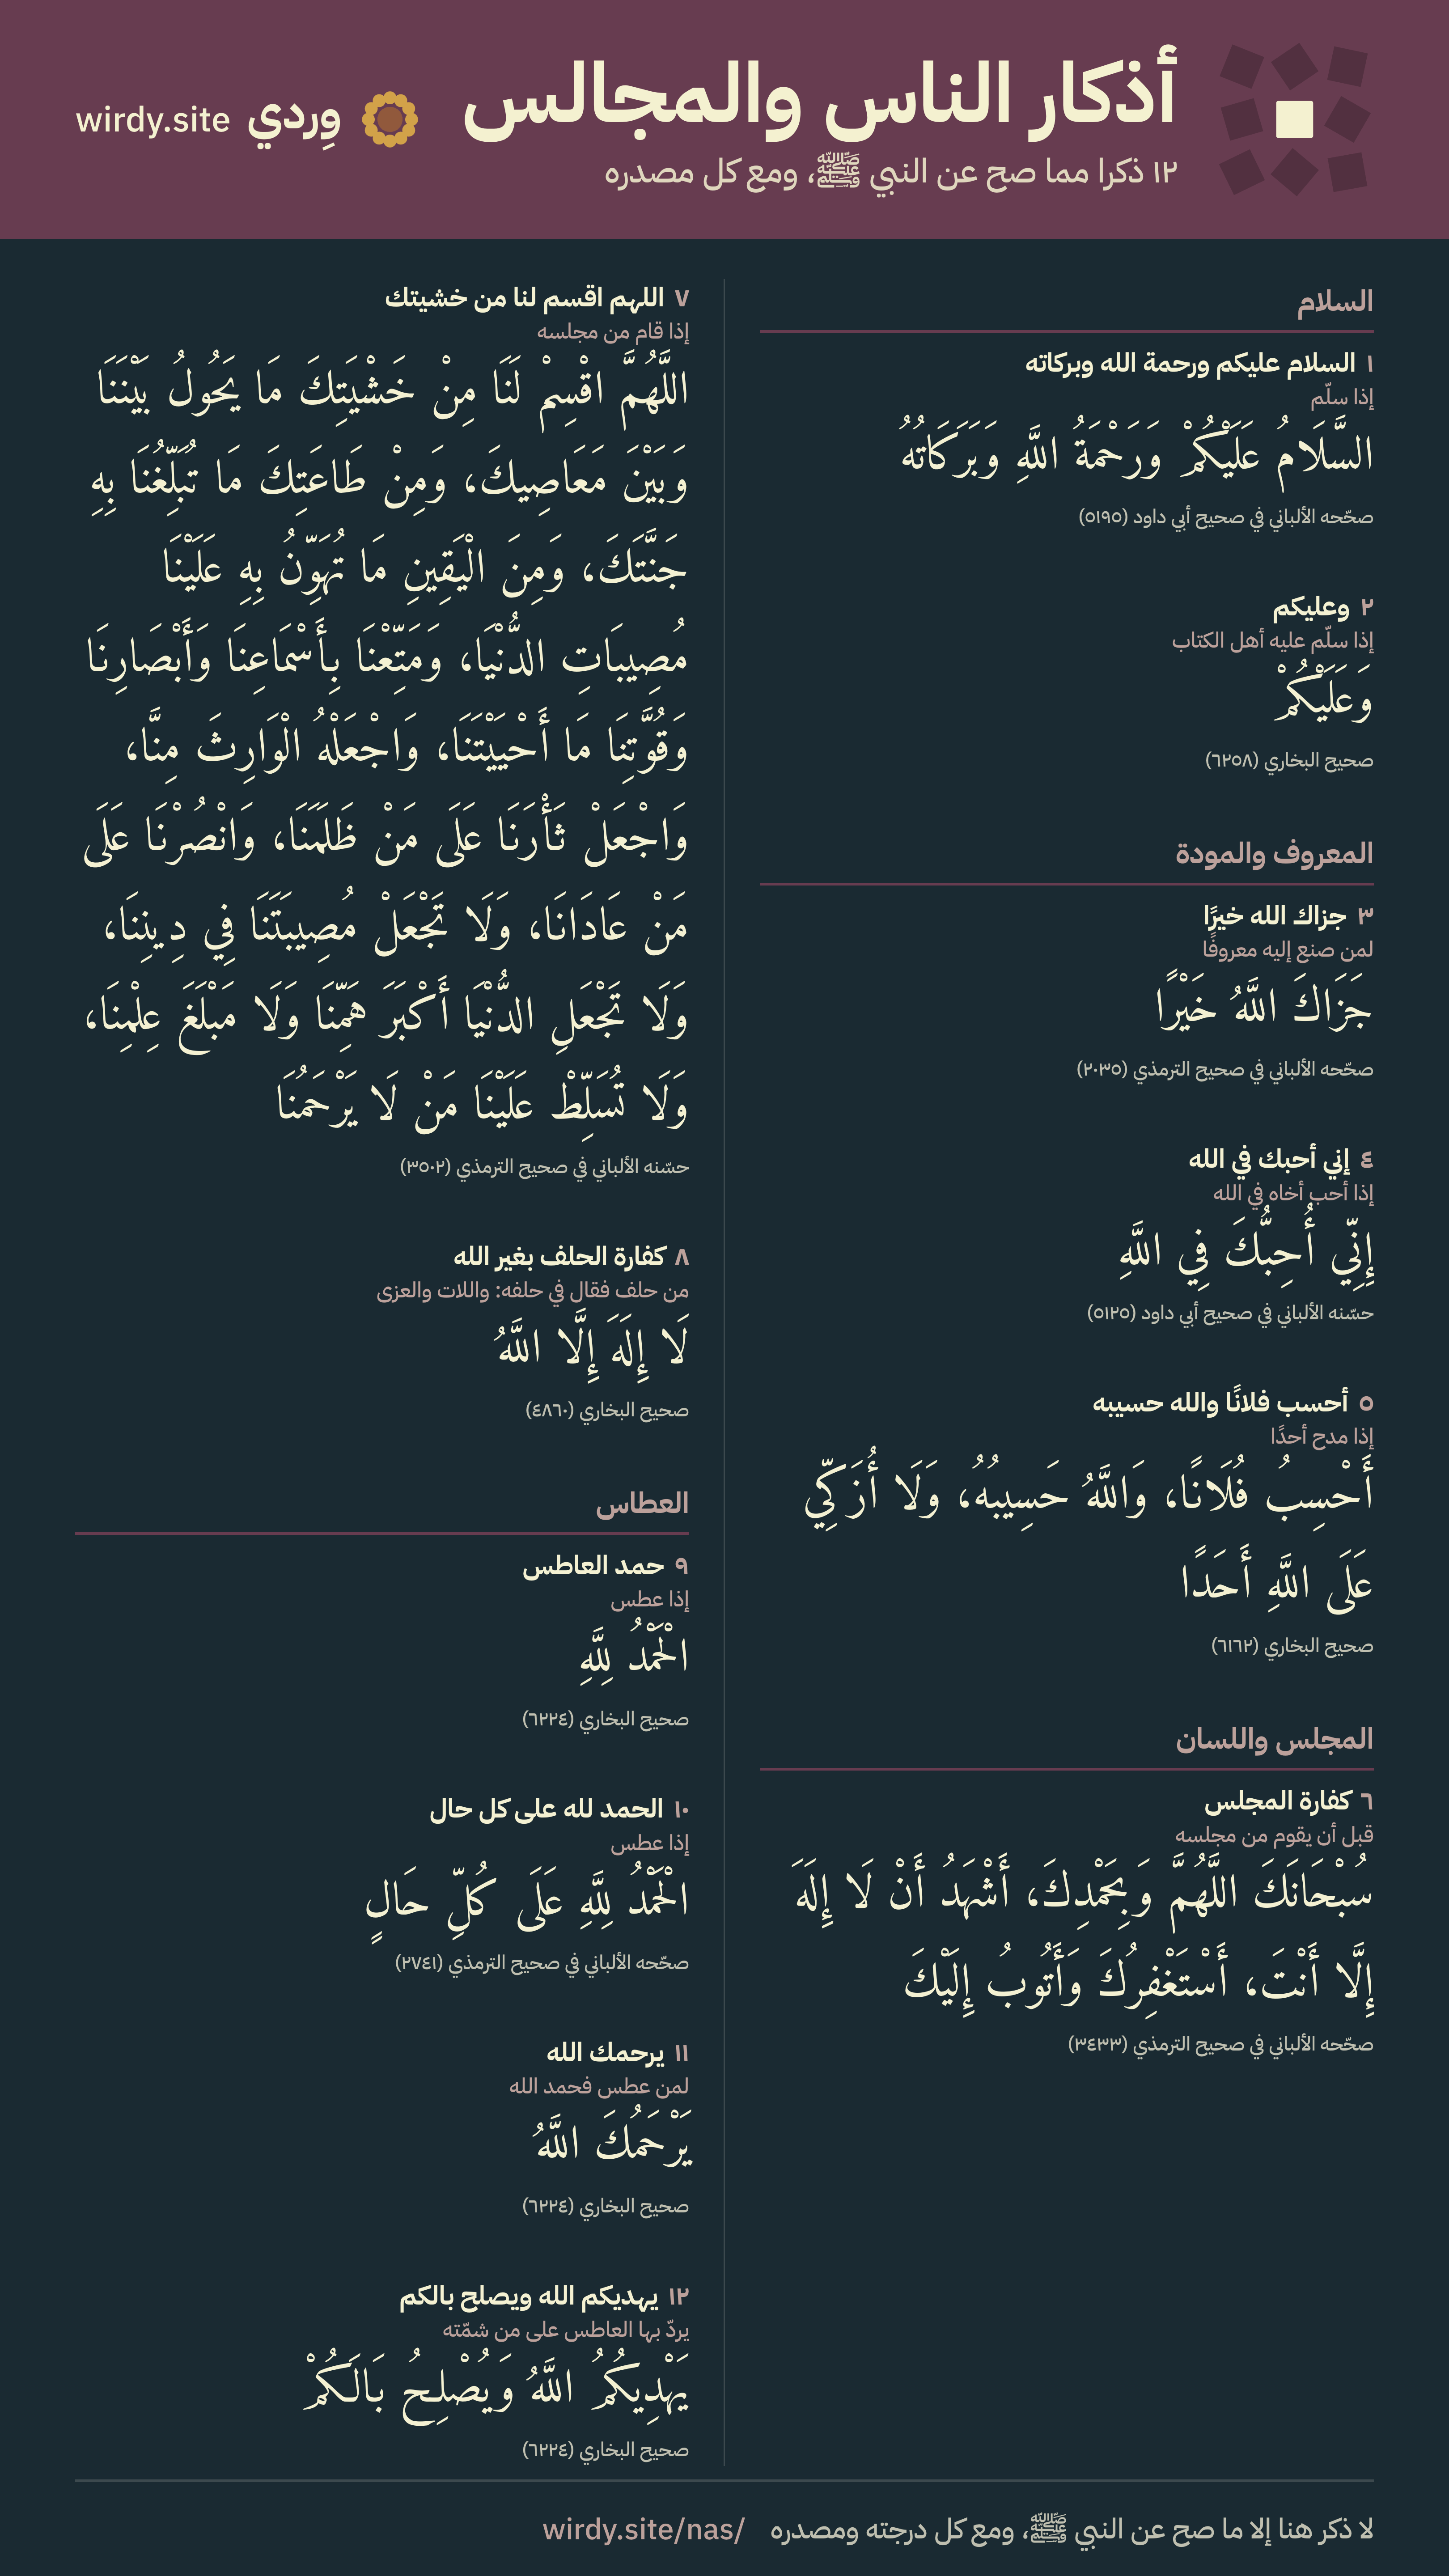 أذكار الناس والمجالس
١٢ ذكرا مما صح عن النبي ﷺ، ومع كل مصدره
وِردي wirdy.site
السلام
١ السلام عليكم ورحمة الله وبركاته
إذا سلّم
السَّلَامُ عَلَيْكُمْ وَرَحْمَةُ اللَّهِ وَبَرَكَاتُهُ
صحّحه الألباني في صحيح أبي داود (٥١٩٥)
٢ وعليكم
إذا سلّم عليه أهل الكتاب
وَعَلَيْكُمْ
صحيح البخاري (٦٢٥٨)
المعروف والمودة
٣ جزاك الله خيرًا
لمن صنع إليه معروفًا
جَزَاكَ اللَّهُ خَيْرًا
صحّحه الألباني في صحيح الترمذي (٢٠٣٥)
٤ إني أحبك في الله
إذا أحب أخاه في الله
إِنِّي أُحِبُّكَ فِي اللَّهِ
حسّنه الألباني في صحيح أبي داود (٥١٢٥)
٥ أحسب فلانًا والله حسيبه
إذا مدح أحدًا
أَحْسِبُ فُلَانًا، وَاللَّهُ حَسِيبُهُ، وَلَا أُزَكِّي
عَلَى اللَّهِ أَحَدًا
صحيح البخاري (٦١٦٢)
المجلس واللسان
٦ كفارة المجلس
قبل أن يقوم من مجلسه
سُبْحَانَكَ اللَّهُمَّ وَبِحَمْدِكَ، أَشْهَدُ أَنْ لَا إِلَهَ
إِلَّا أَنْتَ، أَسْتَغْفِرُكَ وَأَتُوبُ إِلَيْكَ
صحّحه الألباني في صحيح الترمذي (٣٤٣٣)
٧ اللهم اقسم لنا من خشيتك
إذا قام من مجلسه
اللَّهُمَّ اقْسِمْ لَنَا مِنْ خَشْيَتِكَ مَا يَحُولُ بَيْنَنَا
وَبَيْنَ مَعَاصِيكَ، وَمِنْ طَاعَتِكَ مَا تُبَلِّغُنَا بِهِ
جَنَّتَكَ، وَمِنَ الْيَقِينِ مَا تُهَوِّنُ بِهِ عَلَيْنَا
مُصِيبَاتِ الدُّنْيَا، وَمَتِّعْنَا بِأَسْمَاعِنَا وَأَبْصَارِنَا
وَقُوَّتِنَا مَا أَحْيَيْتَنَا، وَاجْعَلْهُ الْوَارِثَ مِنَّا،
وَاجْعَلْ ثَأْرَنَا عَلَى مَنْ ظَلَمَنَا، وَانْصُرْنَا عَلَى
مَنْ عَادَانَا، وَلَا تَجْعَلْ مُصِيبَتَنَا فِي دِينِنَا،
وَلَا تَجْعَلِ الدُّنْيَا أَكْبَرَ هَمِّنَا وَلَا مَبْلَغَ عِلْمِنَا،
وَلَا تُسَلِّطْ عَلَيْنَا مَنْ لَا يَرْحَمُنَا
حسّنه الألباني في صحيح الترمذي (٣٥٠٢)
٨ كفارة الحلف بغير الله
من حلف فقال في حلفه: واللات والعزى
لَا إِلَهَ إِلَّا اللَّهُ
صحيح البخاري (٤٨٦٠)
العطاس
٩ حمد العاطس
إذا عطس
الْحَمْدُ لِلَّهِ
صحيح البخاري (٦٢٢٤)
١٠ الحمد لله على كل حال
إذا عطس
الْحَمْدُ لِلَّهِ عَلَى كُلِّ حَالٍ
صحّحه الألباني في صحيح الترمذي (٢٧٤١)
١١ يرحمك الله
لمن عطس فحمد الله
يَرْحَمُكَ اللَّهُ
صحيح البخاري (٦٢٢٤)
١٢ يهديكم الله ويصلح بالكم
يردّ بها العاطس على من شمّته
يَهْدِيكُمُ اللَّهُ وَيُصْلِحُ بَالَكُمْ
صحيح البخاري (٦٢٢٤)
لا ذكر هنا إلا ما صح عن النبي ﷺ، ومع كل درجته ومصدره wirdy.site/nas/